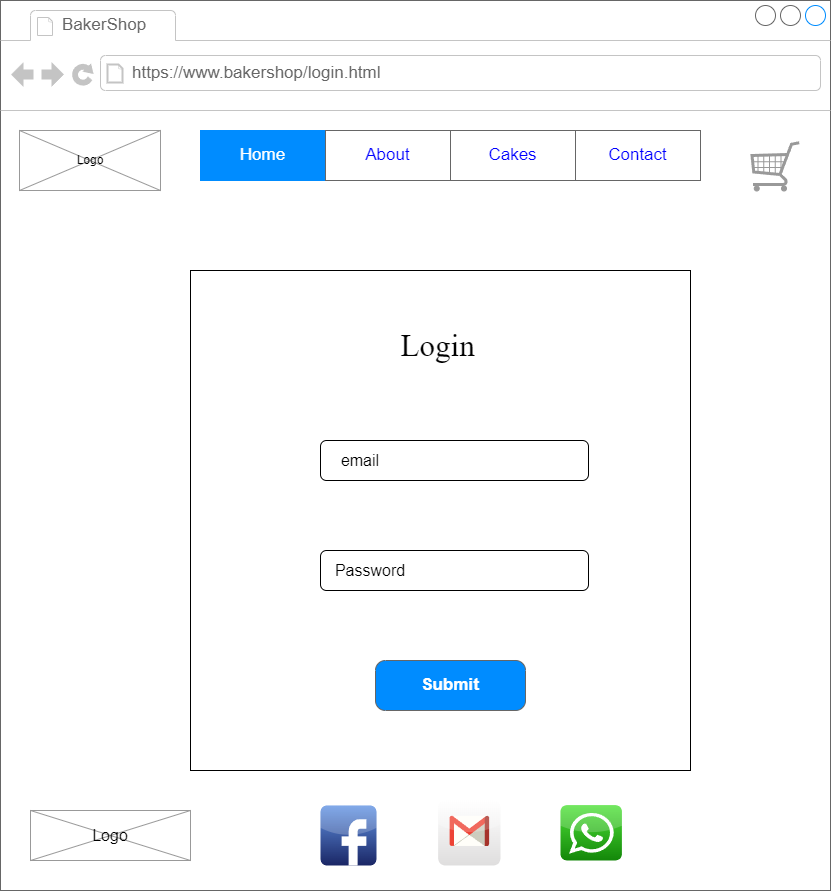 BakerShop
https://www.bakershop/login.html
Logo
Home About Cakes Contact
Login
email
Password
Submit
Logo